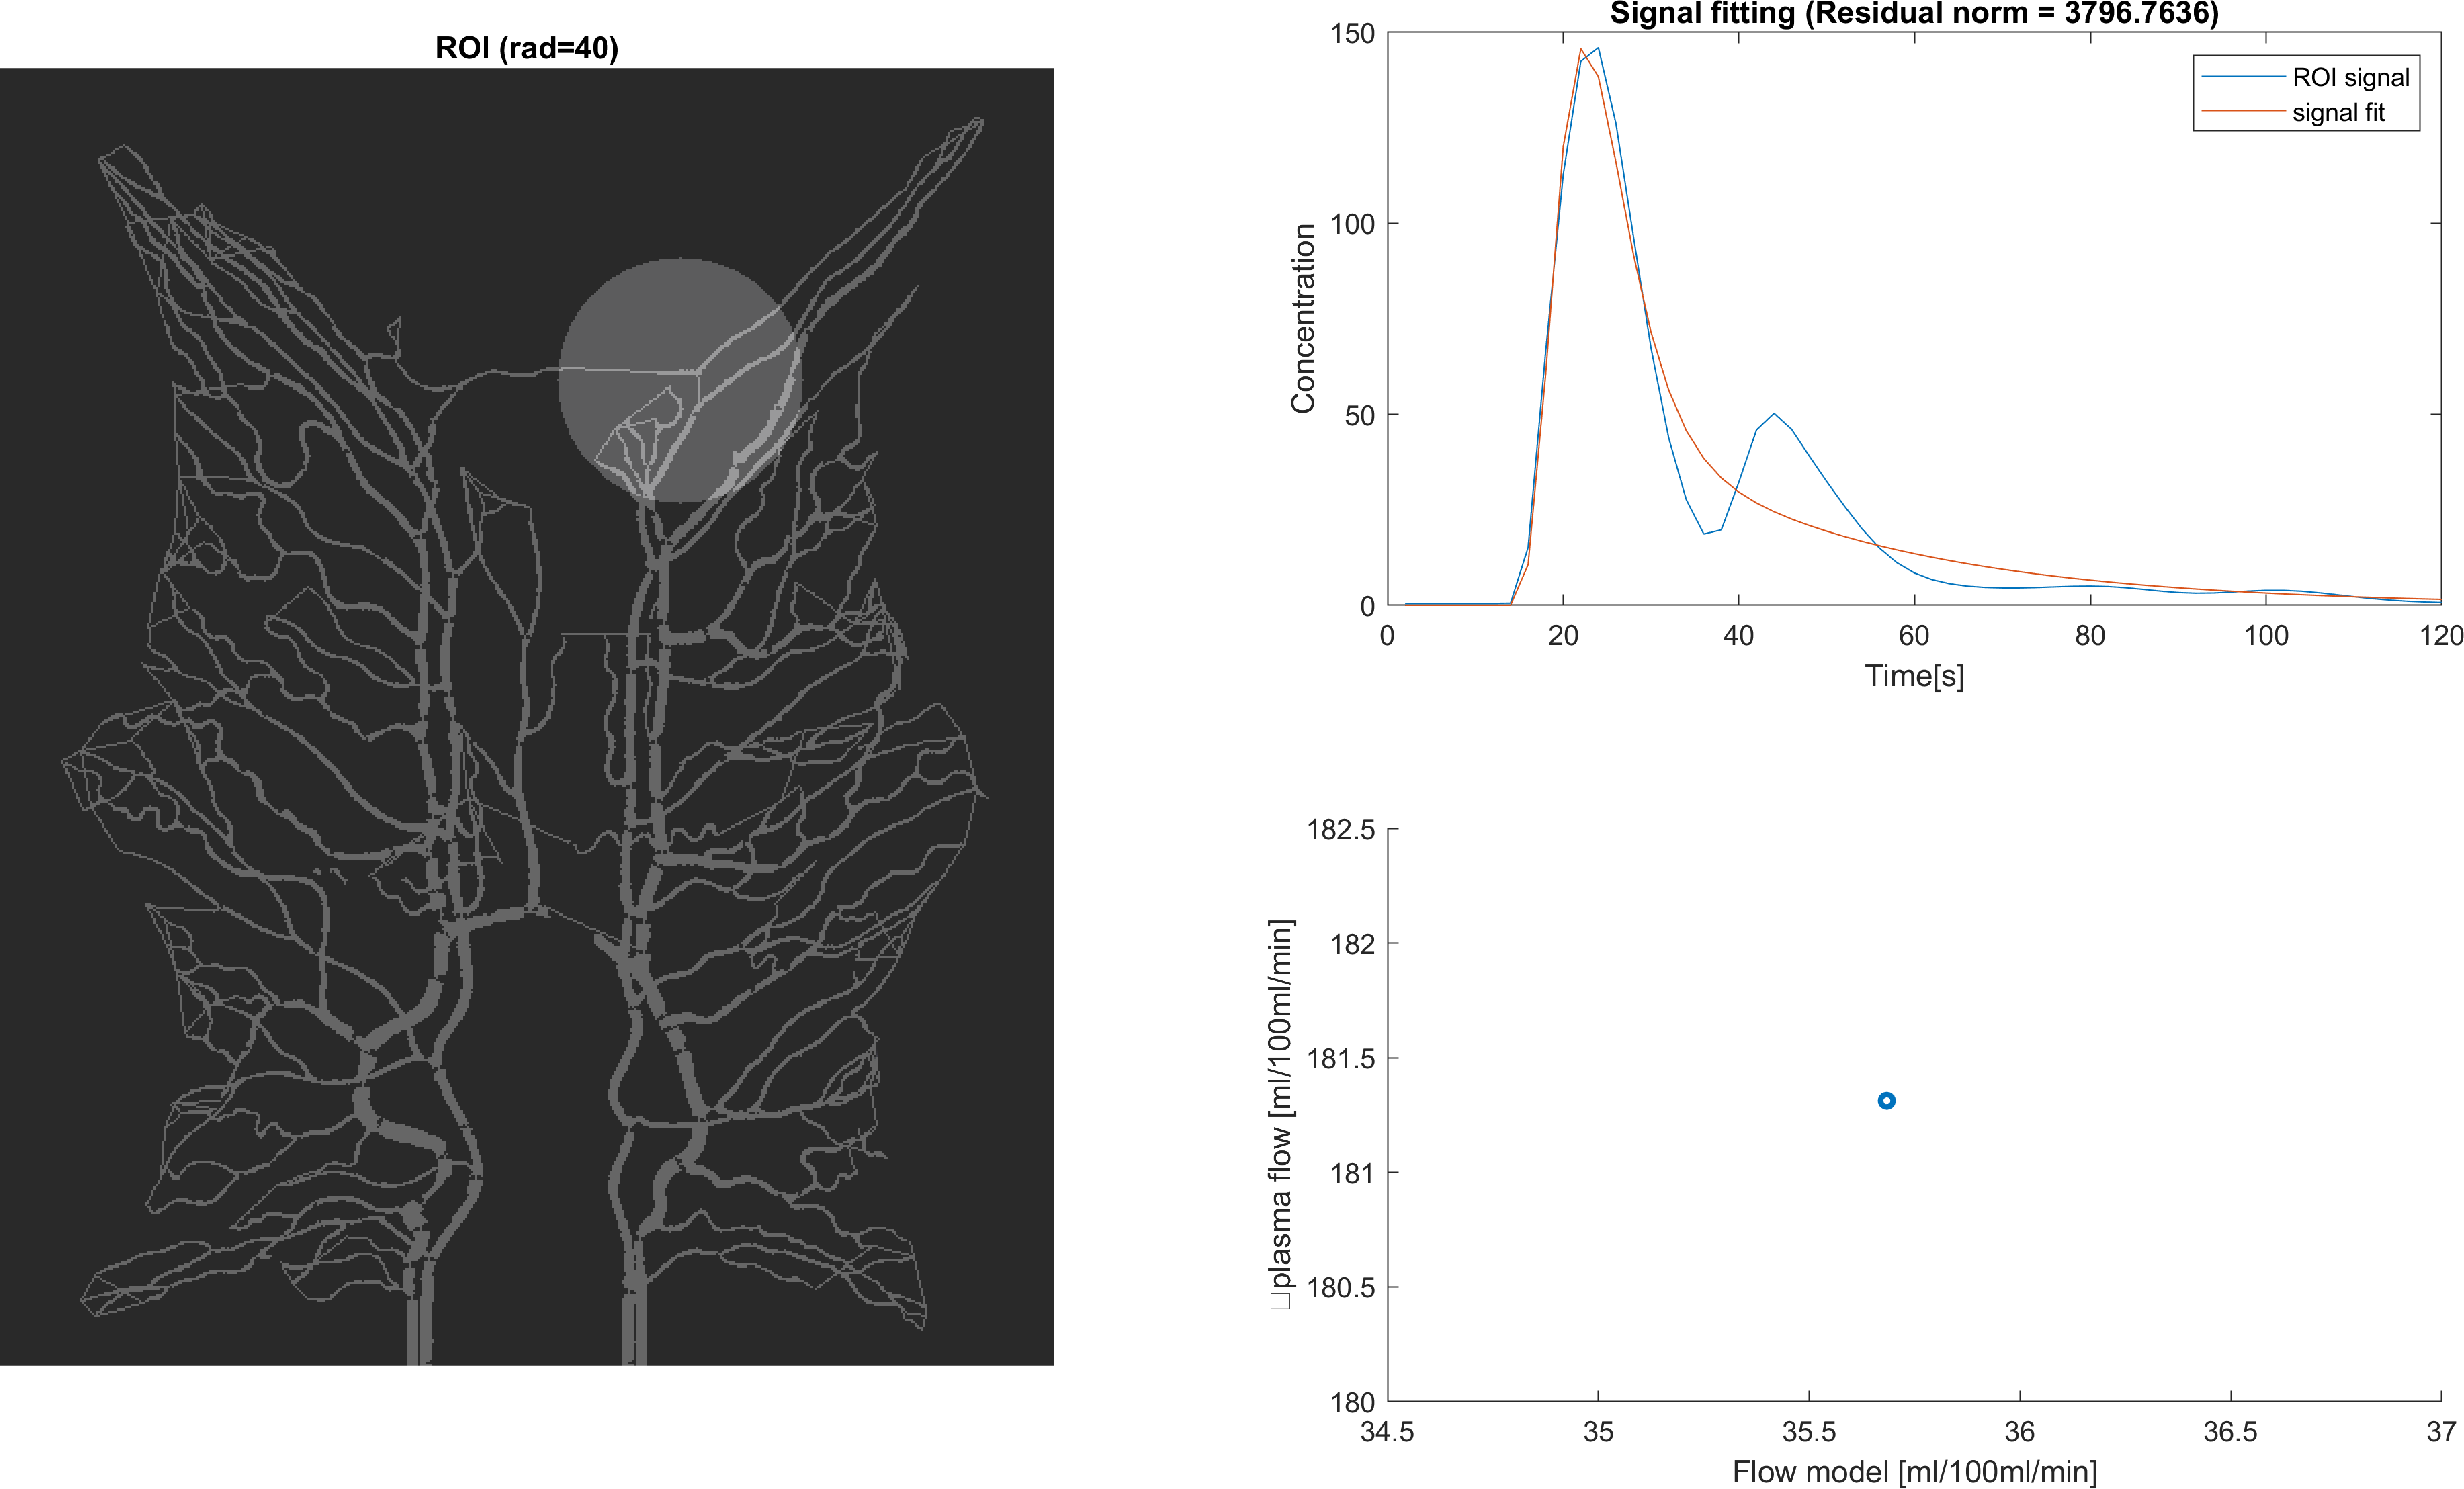 ROI (rad=40)
Signal fitting (Residual norm = 3796.7636)
150
100
50
0
Concentration
ROI signal
signal fit
0 20 40 60 80 100 120
Time[s]
182.5
182
181.5
181
180.5
180
plasma flow [ml/100ml/min]
34.5 35 35.5 36 36.5 37
Flow model [ml/100ml/min]